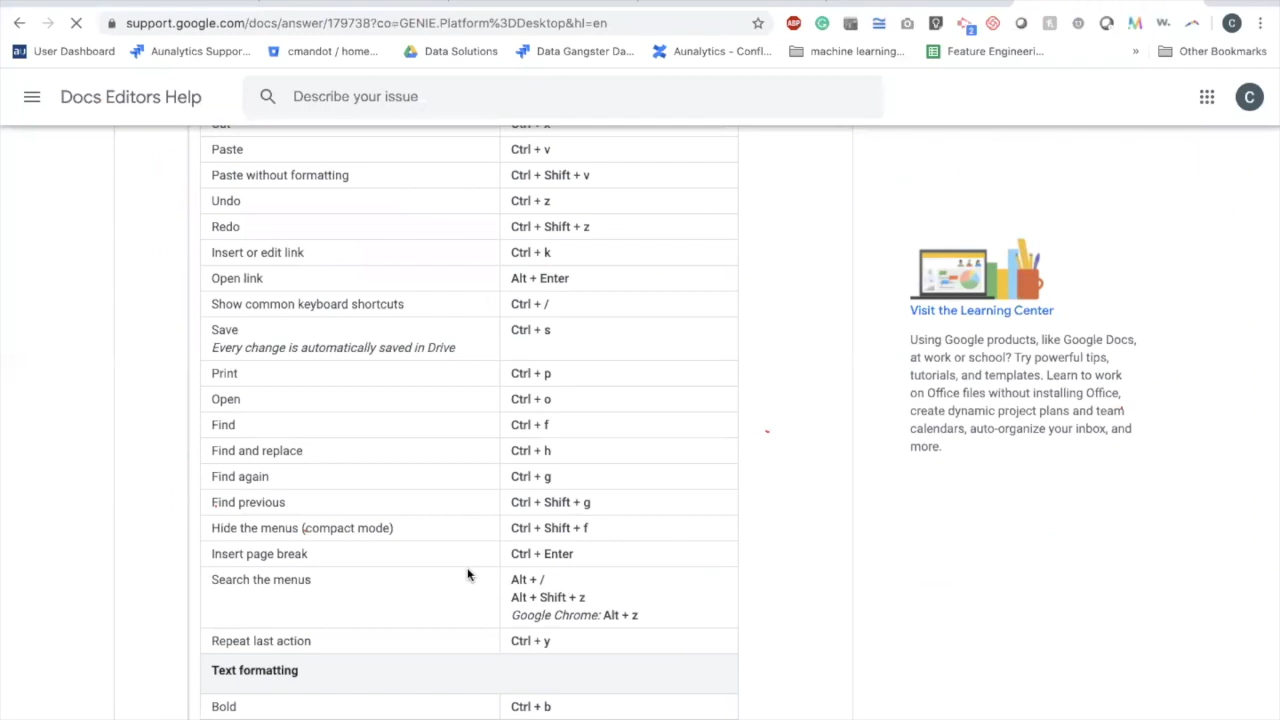 support.google.com/docs/answer/179738?co=GENIE.Platform%3DDesktop&hl=en
ABP
2
W.
C
au User Dashboard
Aunalytics Suppor...
cmandot / home...
Data Solutions
Data Gangster Da...
Aunalytics - Confl...
machine learning...
Feature Engineeri...
»
Other Bookmarks
Docs Editors Help
Describe your issue
C
Paste Ctrl + v
Paste without formatting Ctrl + Shift + v
Undo Ctrl + z
Redo Ctrl + Shift + z
Insert or edit link Ctrl + k
Open link Alt + Enter
Show common keyboard shortcuts Ctrl + /
Save Ctrl + s
Every change is automatically saved in Drive
Print Ctrl + p
Open Ctrl + o
Find Ctrl + f
Find and replace Ctrl + h
Find again Ctrl + g
Find previous Ctrl + Shift + g
Hide the menus (compact mode) Ctrl + Shift + f
Insert page break Ctrl + Enter
Search the menus Alt + /
Alt + Shift + z
Google Chrome: Alt + z
Repeat last action Ctrl + y
Text formatting
Bold Ctrl + b
Visit the Learning Center
Using Google products, like Google Docs,
at work or school? Try powerful tips,
tutorials, and templates. Learn to work
on Office files without installing Office,
create dynamic project plans and team
calendars, auto-organize your inbox, and
more.